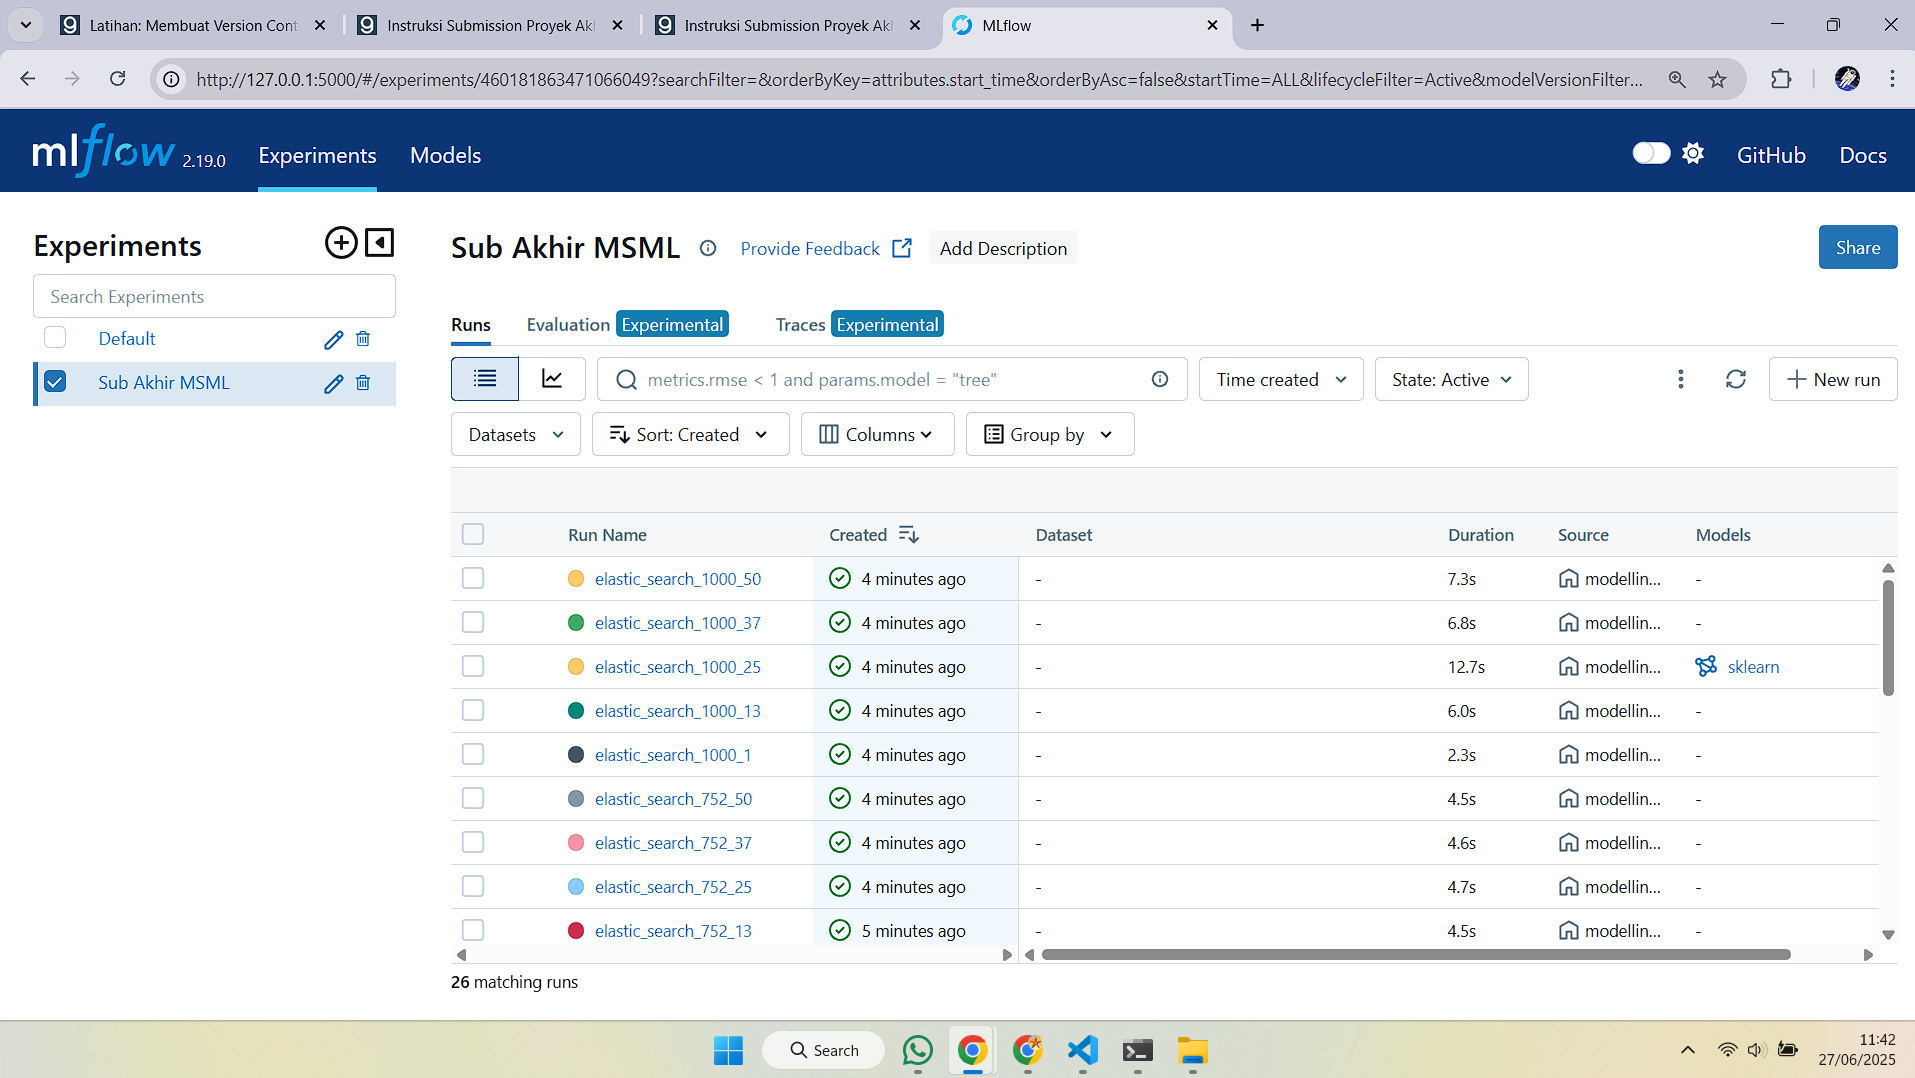 Latihan: Membuat Version Cont
Instruksi Submission Proyek Ak
Instruksi Submission Proyek Ak
MLflow
http://127.0.0.1:5000/#/experiments/460181863471066049?searchFilter=&orderByKey=attributes.start_time&orderByAsc=false&startTime=ALL&lifecycleFilter=Active&modelVersionFilter...
mlflow 2.19.0 Experiments Models GitHub Docs
Experiments
Search Experiments
Default
Sub Akhir MSML
Sub Akhir MSML Provide Feedback Add Description Share
Runs Evaluation Experimental Traces Experimental
metrics.rmse < 1 and params.model = "tree" Time created State: Active New run
Datasets Sort: Created Columns Group by
Run Name Created Dataset Duration Source Models
elastic_search_1000_50 4 minutes ago - 7.3s modellin... -
elastic_search_1000_37 4 minutes ago - 6.8s modellin... -
elastic_search_1000_25 4 minutes ago - 12.7s modellin... sklearn
elastic_search_1000_13 4 minutes ago - 6.0s modellin... -
elastic_search_1000_1 4 minutes ago - 2.3s modellin... -
elastic_search_752_50 4 minutes ago - 4.5s modellin... -
elastic_search_752_37 4 minutes ago - 4.6s modellin... -
elastic_search_752_25 4 minutes ago - 4.7s modellin... -
elastic_search_752_13 5 minutes ago - 4.5s modellin... -
26 matching runs
Search
11:42
27/06/2025